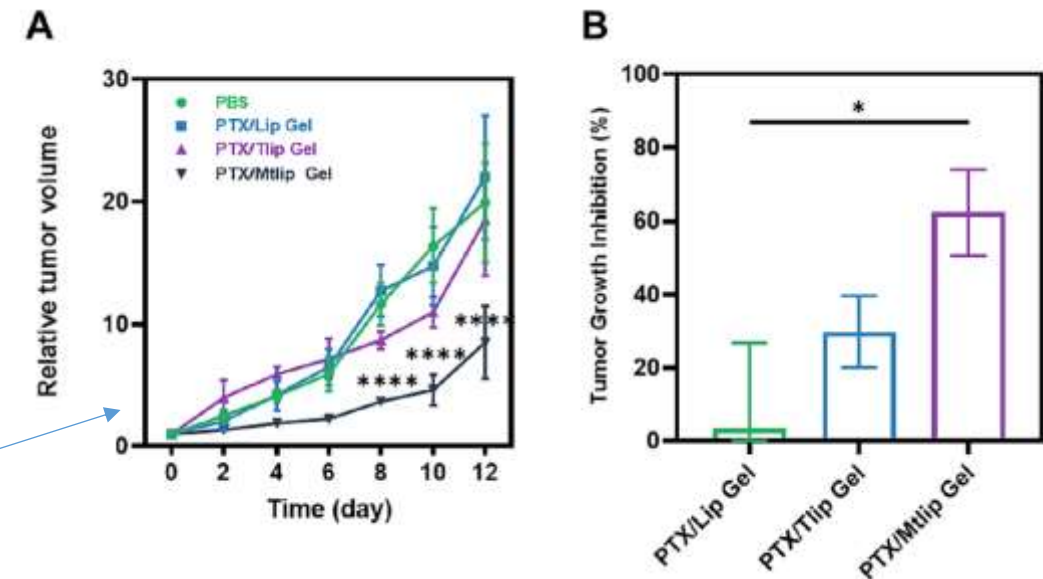 A
Relative tumor volume
30
20
10
0
PBS
PTX/Lip Gel
PTX/Tlip Gel
PTX/Mtlip Gel
****
****
****
0 2 4 6 8 10 12
Time (day)
B
Tumor Growth Inhibition (%)
100
80
60
40
20
0
*
PTX/Lip Gel
PTX/Tlip Gel
PTX/Mtlip Gel